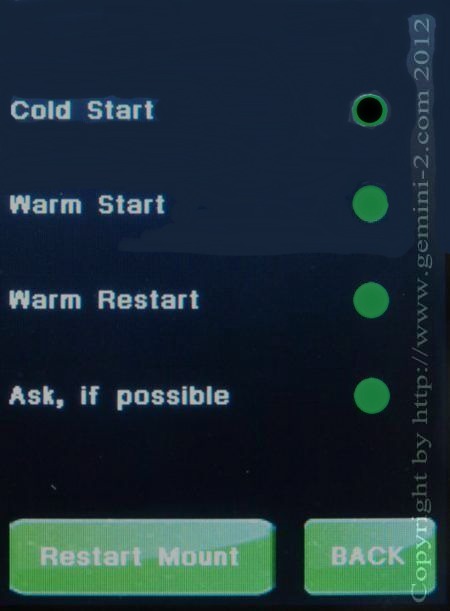 Cold Start
Warm Start
Warm Restart
Ask, if possible
Restart Mount
BACK
Copyright by http://www.gemini-2.com 2012